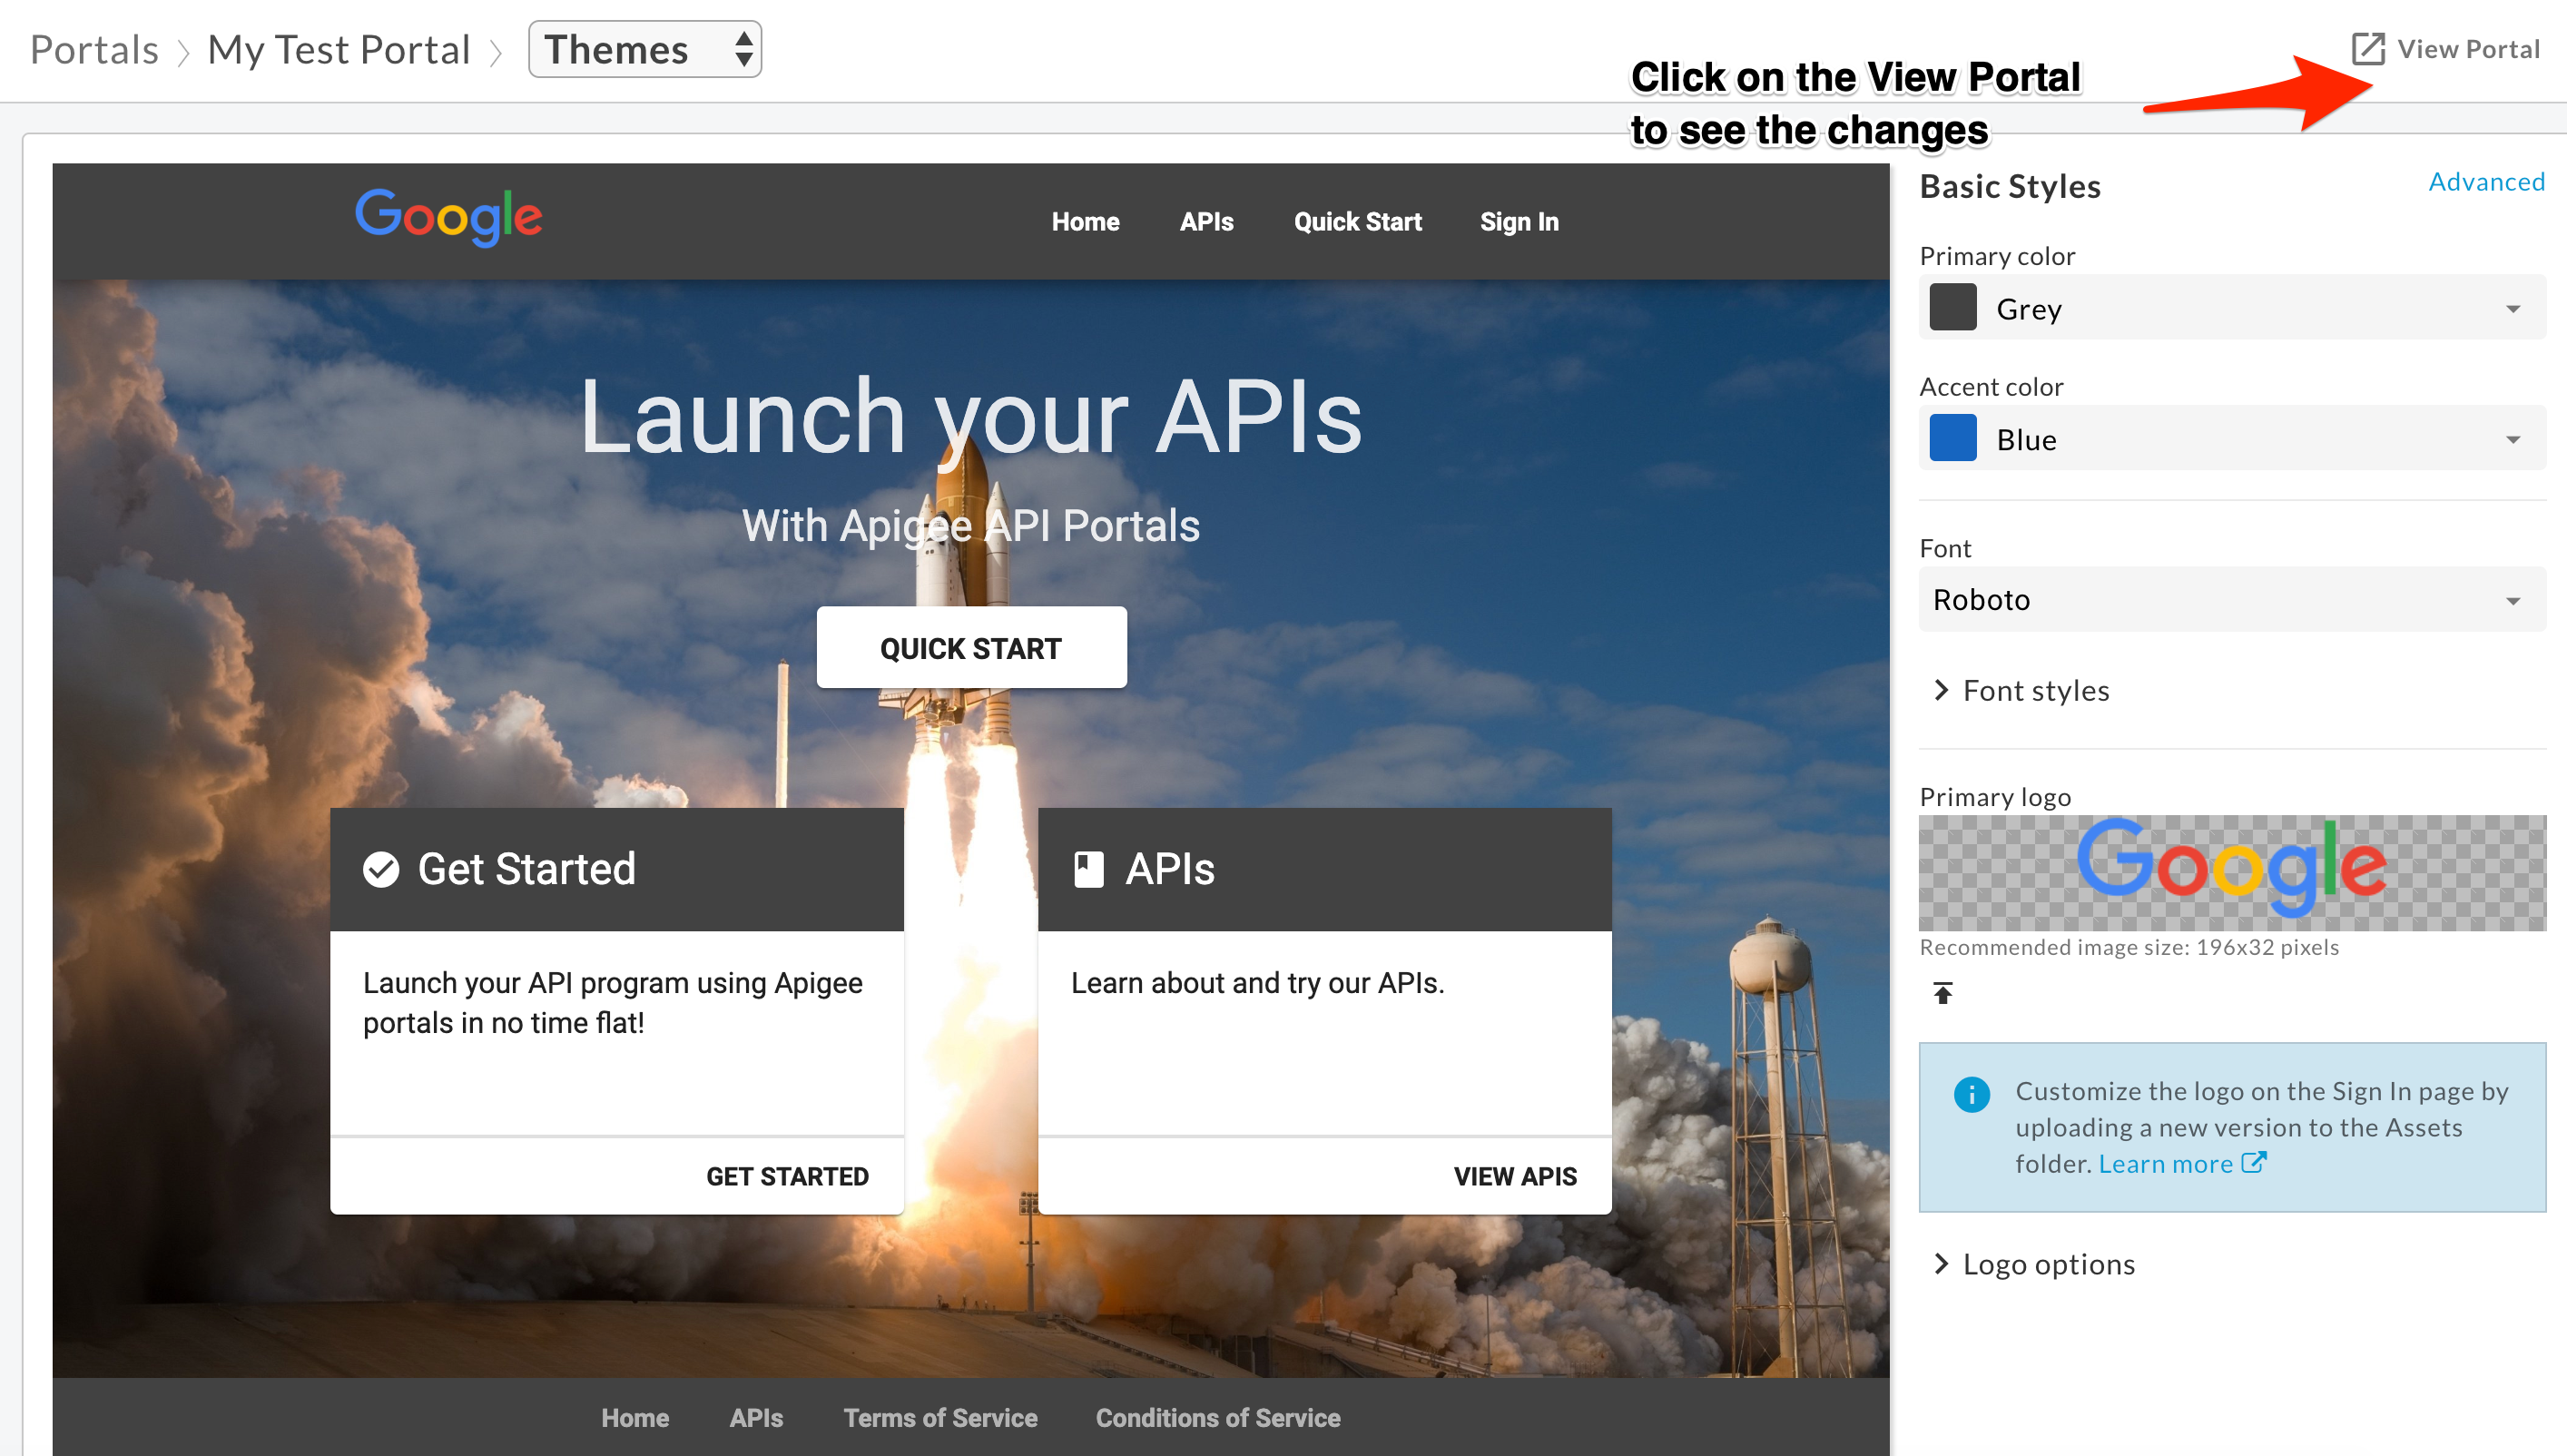 Portals
My Test Portal
Themes
View Portal
Click on the View Portal
to see the changes
Google
Home
APIs
Quick Start
Sign In
Launch your APIs
With Apigee API Portals
QUICK START
Get Started
Launch your API program using Apigee
portals in no time flat!
GET STARTED
APIs
Learn about and try our APIs.
VIEW APIS
Home
APIs
Terms of Service
Conditions of Service
Basic Styles
Advanced
Primary color
Grey
Accent color
Blue
Font
Roboto
Font styles
Primary logo
Google
Recommended image size: 196x32 pixels
Customize the logo on the Sign In page by
uploading a new version to the Assets
folder. Learn more
Logo options